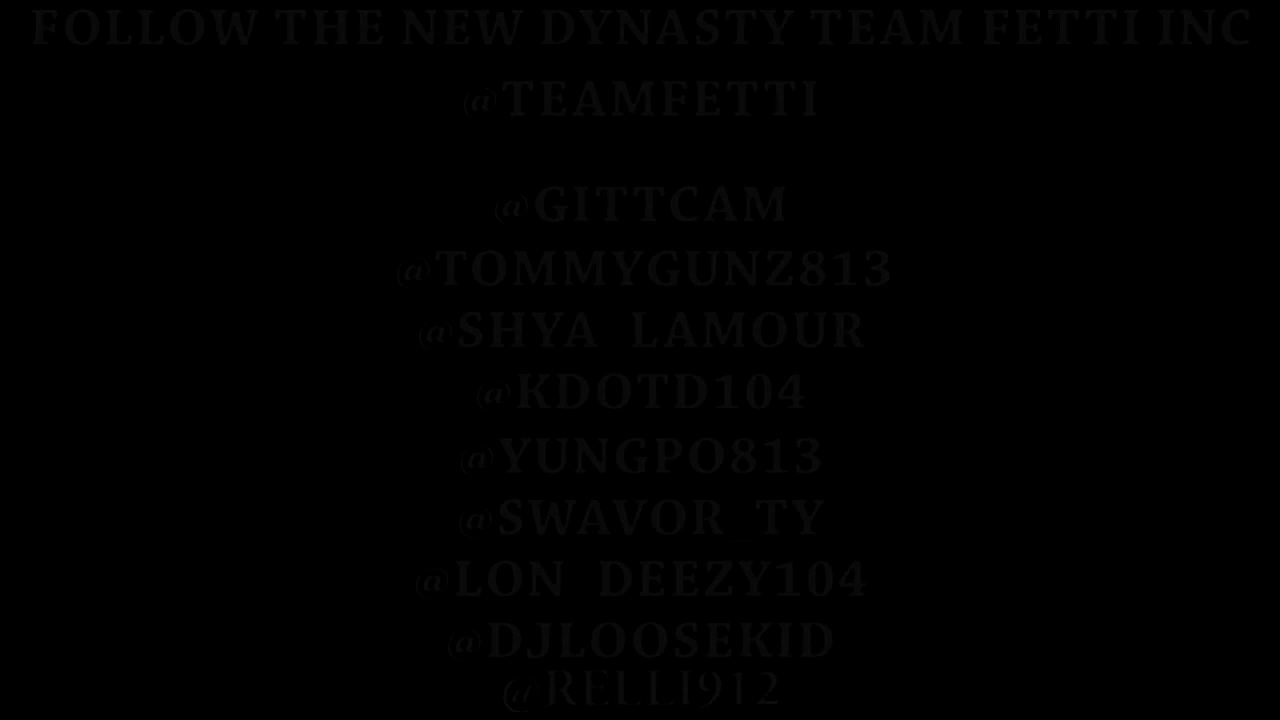 FOLLOW THE NEW DYNASTY TEAM FETTI INC
@TEAMFETTI
@GITTCAM
@TOMMYGUNZ813
@SHYA_LAMOUR
@KDOTD104
@YUNGPO813
@SWAVOR_TY
@LON_DEEZY104
@DJLOOSEKID
@RELLI912